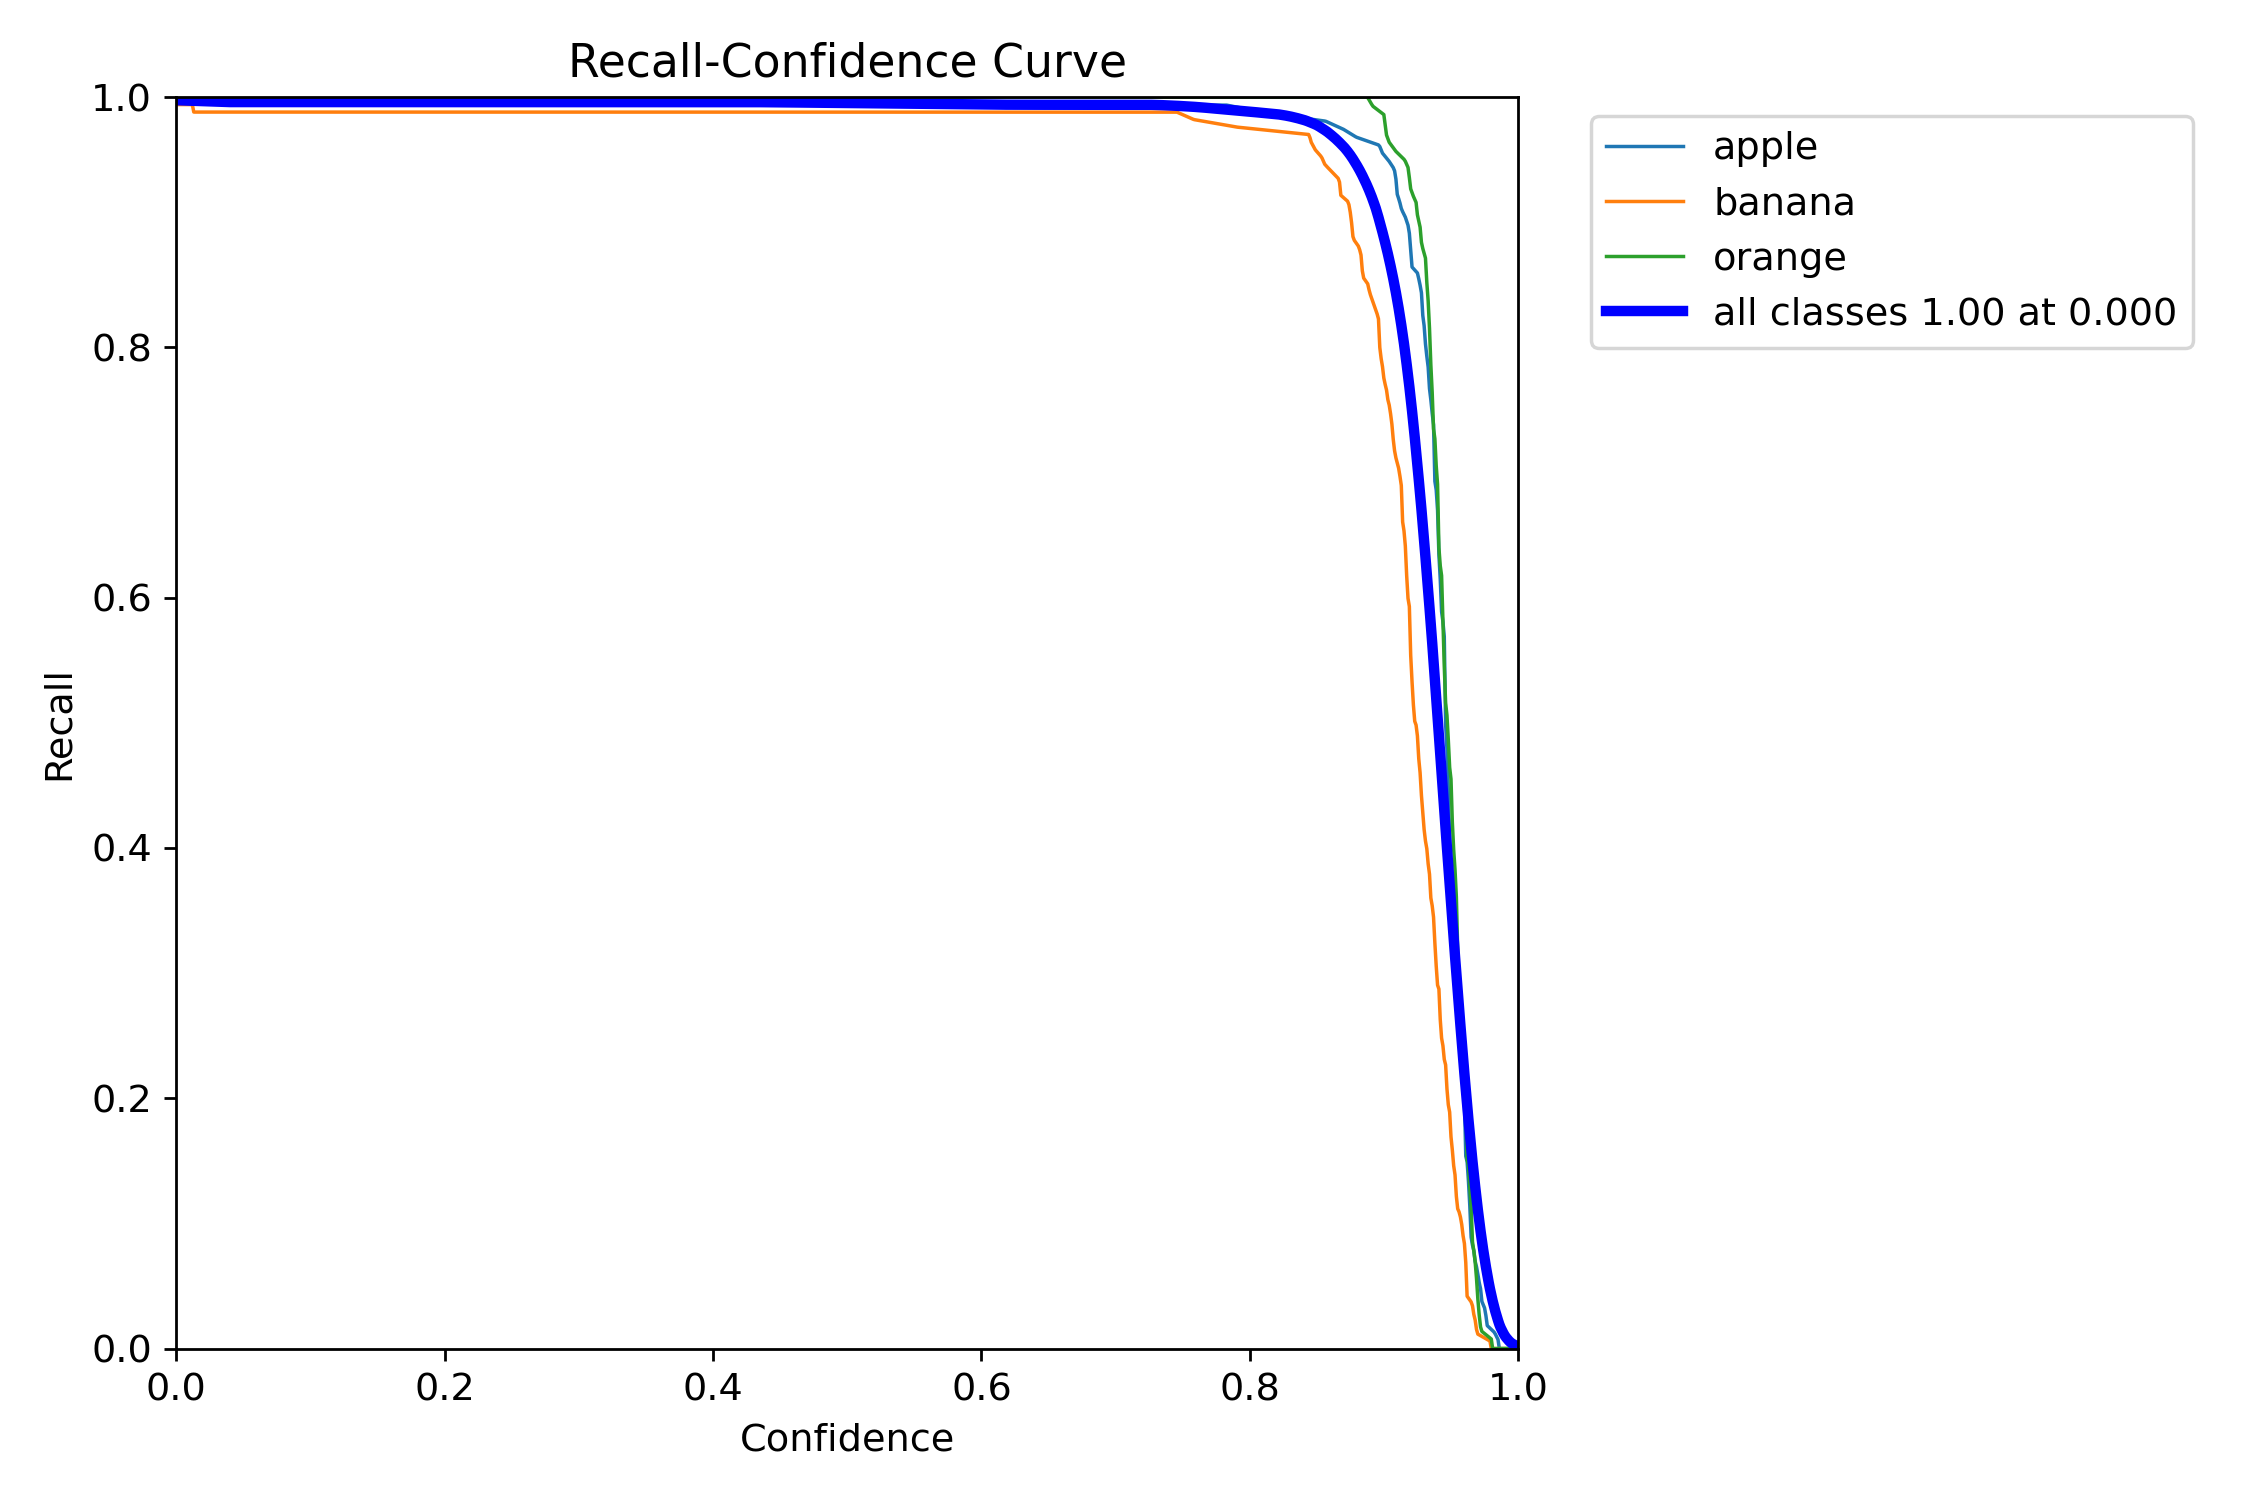 Recall-Confidence Curve
1.0
0.8
0.6
0.4
0.2
0.0
Recall
0.0 0.2 0.4 0.6 0.8 1.0
Confidence
apple
banana
orange
all classes 1.00 at 0.000